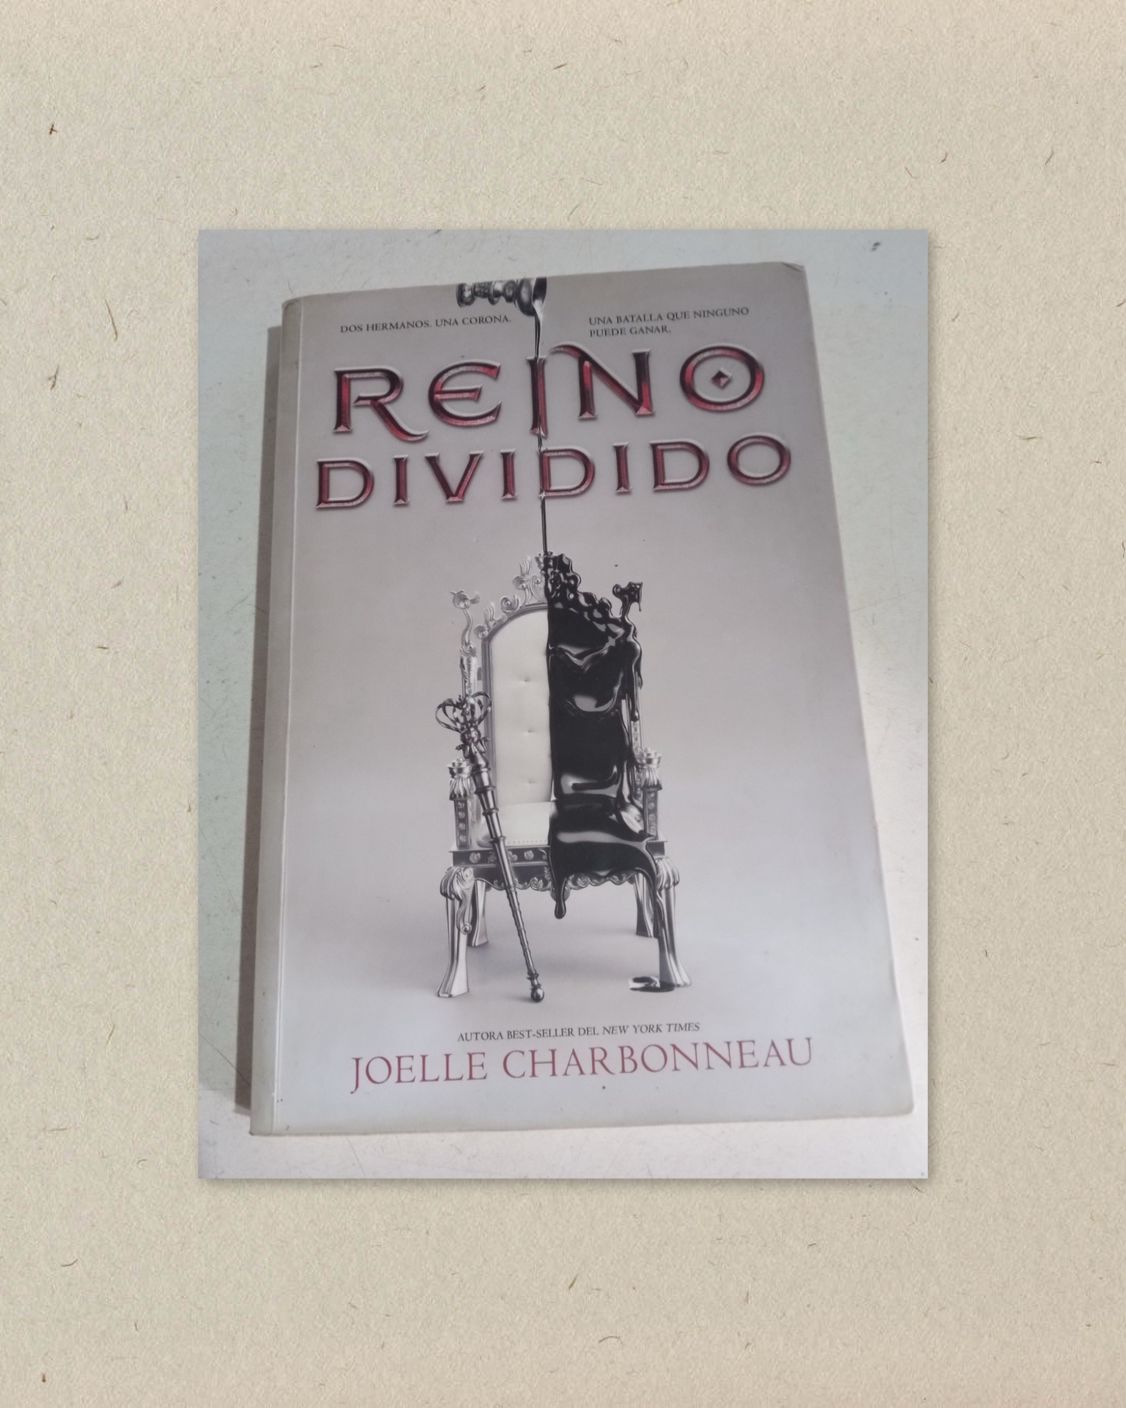 DOS HERMANOS. UNA CORONA.
UNA BATALLA QUE NINGUNO
PUEDE GANAR.
REINO
DIVIDIDO
AUTORA BEST-SELLER DEL NEW YORK TIMES
JOELLE CHARBONNEAU